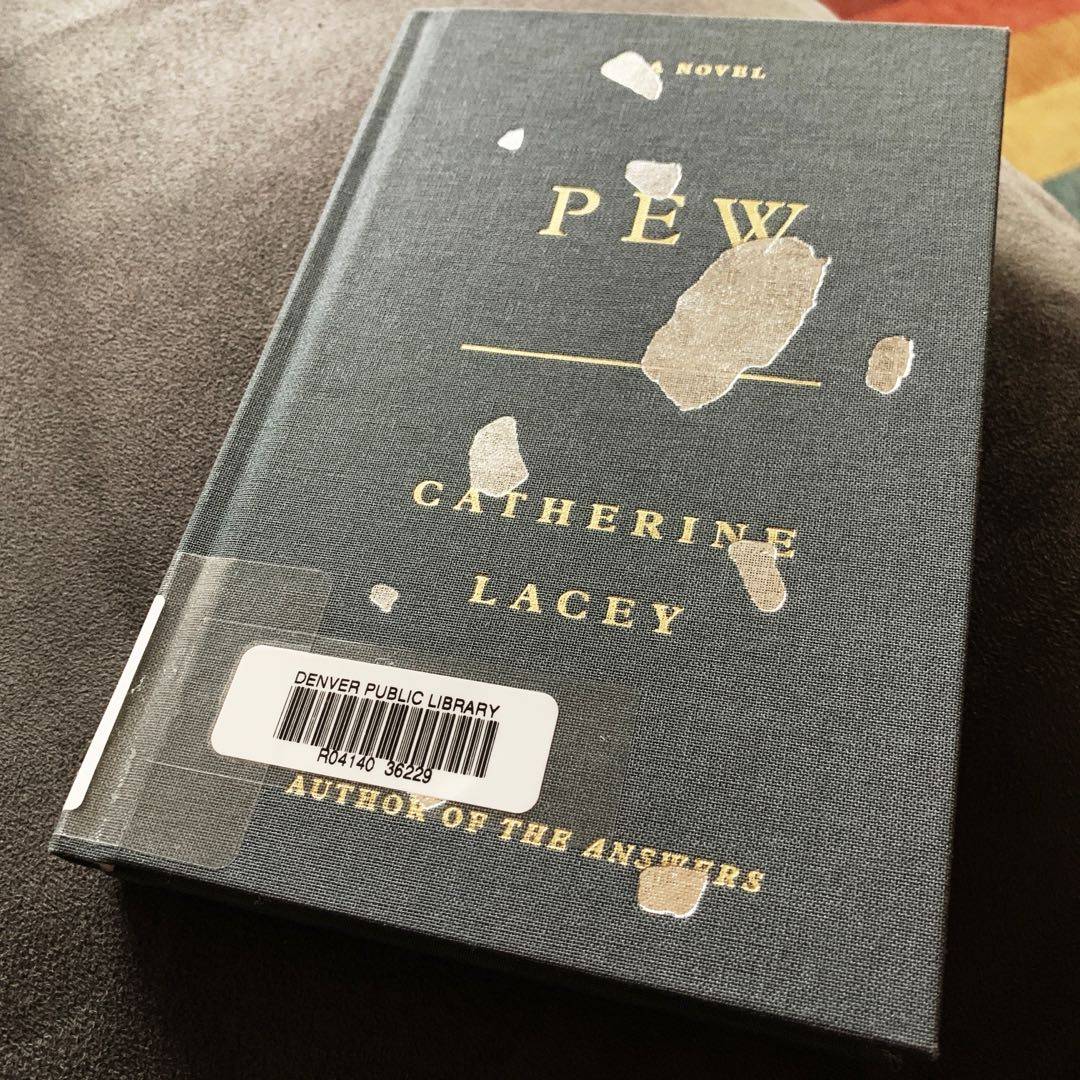 A NOVEL
PEW
CATHERINE
LACEY
DENVER PUBLIC LIBRARY
R04140 36229
AUTHOR OF THE ANSWERS